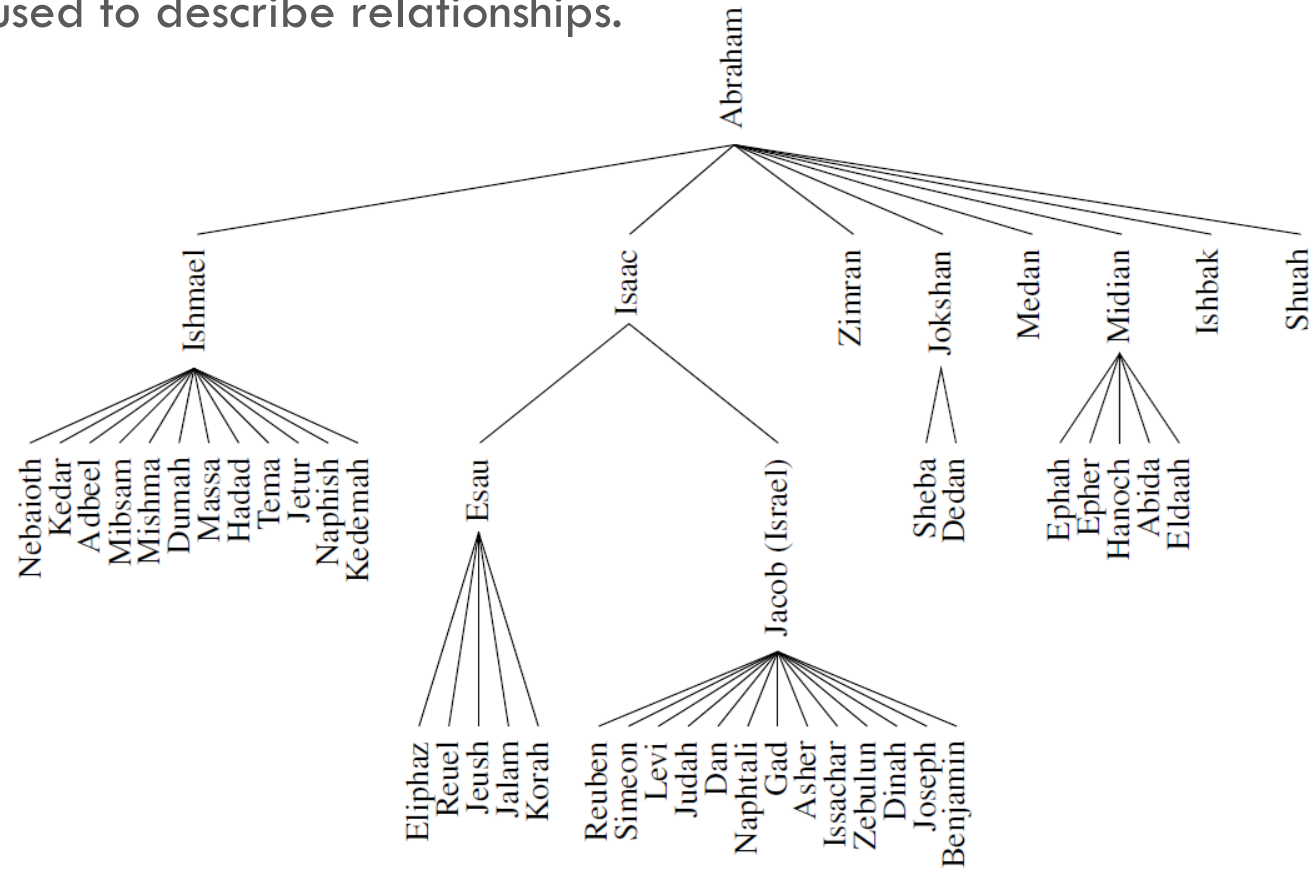 used to describe relationships.
Abraham
Ishmael
Isaac
Zimran
Jokshan
Medan
Midian
Ishbak
Shuah
Nebaioth
Kedar
Adbeel
Mibsam
Mishma
Dumah
Massa
Hadad
Tema
Jetur
Naphish
Kedemah
Esau
Jacob (Israel)
Sheba
Dedan
Ephah
Epher
Hanoch
Abida
Eldaah
Eliphaz
Reuel
Jeush
Jalam
Korah
Reuben
Simeon
Levi
Judah
Dan
Naphtali
Gad
Asher
Issachar
Zebulun
Dinah
Joseph
Benjamin